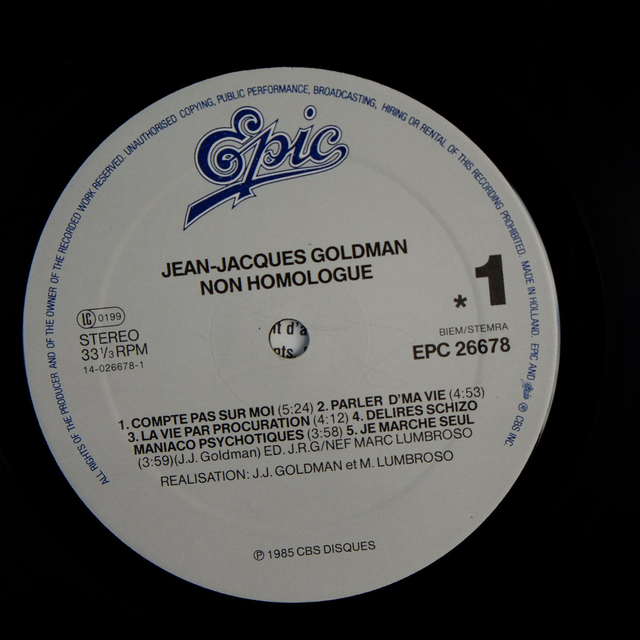 ALL RIGHTS OF THE PRODUCER AND OF THE OWNER OF THE RECORDED WORK RESERVED. UNAUTHORISED COPYING, PUBLIC PERFORMANCE, BROADCASTING, HIRING OR RENTAL OF THIS RECORDING PROHIBITED. MADE IN HOLLAND. EPIC AND ® CBS INC.
Epic
JEAN-JACQUES GOLDMAN
NON HOMOLOGUE
* 1
LC 0199
STEREO
33 1/3 RPM
14-026678-1
t d'a
nts
BIEM/STEMRA
EPC 26678
1. COMPTE PAS SUR MOI (5:24) 2. PARLER D'MA VIE (4:53)
3. LA VIE PAR PROCURATION (4:12) 4. DELIRES SCHIZO
MANIACO PSYCHOTIQUES (3:58) 5. JE MARCHE SEUL
(3:59)(J.J. Goldman) ED. J.R.G/NEF MARC LUMBROSO
REALISATION: J.J. GOLDMAN et M. LUMBROSO
℗ 1985 CBS DISQUES